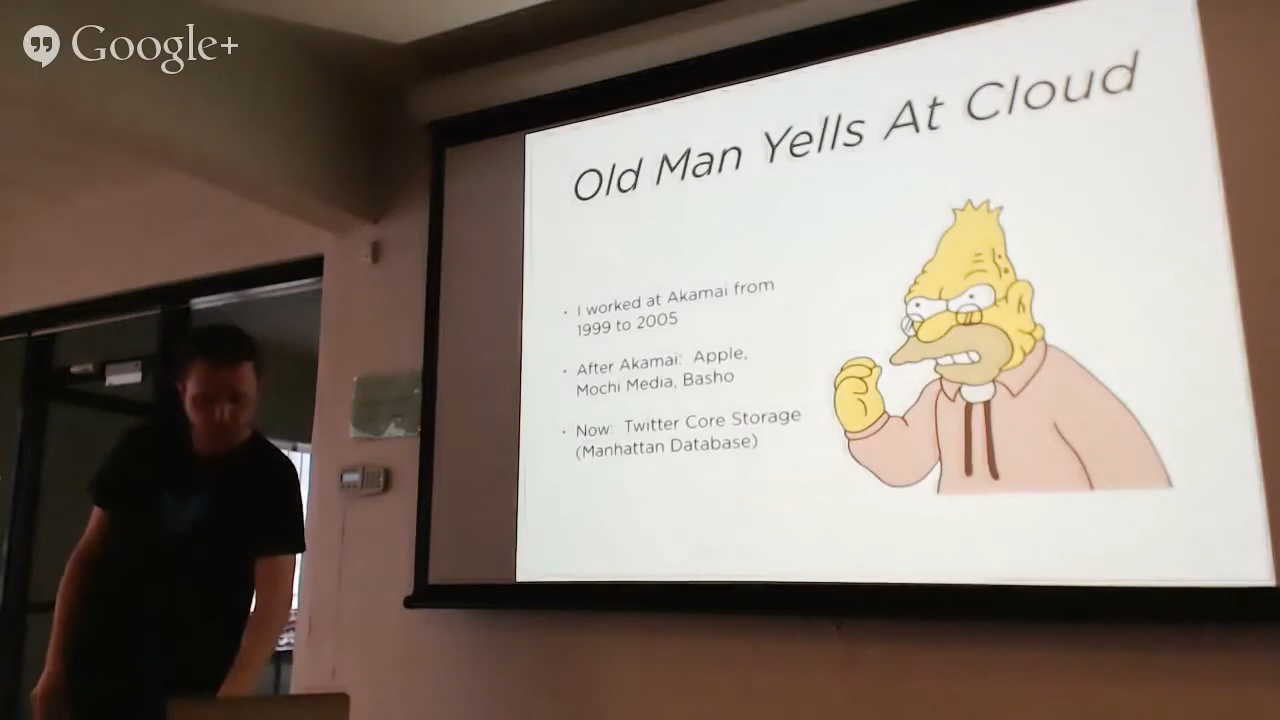 Google+
Old Man Yells At Cloud
· I worked at Akamai from
1999 to 2005
· After Akamai: Apple,
Mochi Media, Basho
· Now: Twitter Core Storage
(Manhattan Database)